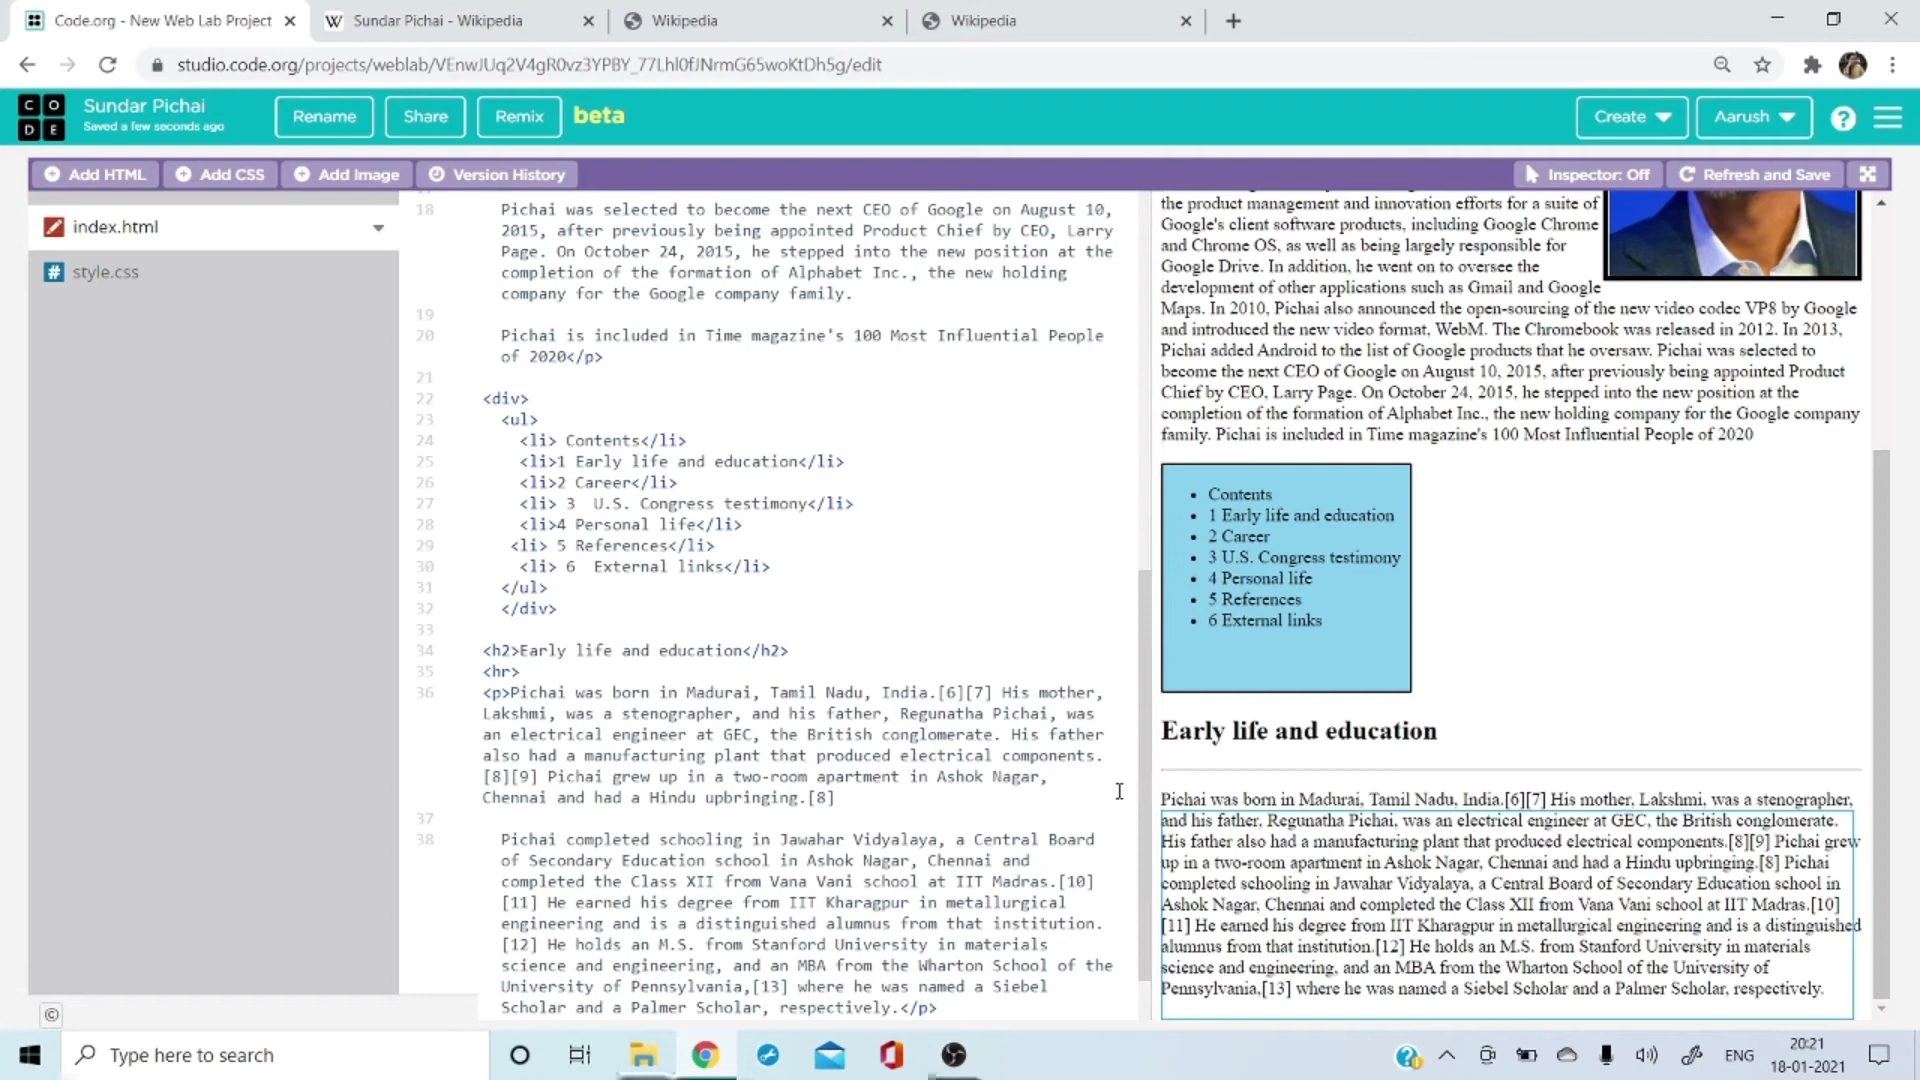 Code.org - New Web Lab Project
Sundar Pichai - Wikipedia
Wikipedia
Wikipedia
studio.code.org/projects/weblab/VEnwJUq2V4gR0vz3YPBY_77Lhl0fJNrmG65woKtDh5g/edit
CODE
Sundar Pichai
Saved a few seconds ago
Rename
Share
Remix
beta
Create
Aarush
Add HTML
Add CSS
Add Image
Version History
Inspector: Off
Refresh and Save
index.html
style.css
18 Pichai was selected to become the next CEO of Google on August 10,
2015, after previously being appointed Product Chief by CEO, Larry
Page. On October 24, 2015, he stepped into the new position at the
completion of the formation of Alphabet Inc., the new holding
company for the Google company family.
19
20 Pichai is included in Time magazine's 100 Most Influential People
of 2020</p>
21
22 <div>
23 <ul>
24 <li> Contents</li>
25 <li>1 Early life and education</li>
26 <li>2 Career</li>
27 <li> 3  U.S. Congress testimony</li>
28 <li>4 Personal life</li>
29 <li> 5 References</li>
30 <li> 6  External links</li>
31 </ul>
32 </div>
33
34 <h2>Early life and education</h2>
35 <hr>
36 <p>Pichai was born in Madurai, Tamil Nadu, India.[6][7] His mother,
Lakshmi, was a stenographer, and his father, Regunatha Pichai, was
an electrical engineer at GEC, the British conglomerate. His father
also had a manufacturing plant that produced electrical components.
[8][9] Pichai grew up in a two-room apartment in Ashok Nagar,
Chennai and had a Hindu upbringing.[8]
37
38 Pichai completed schooling in Jawahar Vidyalaya, a Central Board
of Secondary Education school in Ashok Nagar, Chennai and
completed the Class XII from Vana Vani school at IIT Madras.[10]
[11] He earned his degree from IIT Kharagpur in metallurgical
engineering and is a distinguished alumnus from that institution.
[12] He holds an M.S. from Stanford University in materials
science and engineering, and an MBA from the Wharton School of the
University of Pennsylvania,[13] where he was named a Siebel
Scholar and a Palmer Scholar, respectively.</p>
the product management and innovation efforts for a suite of
Google's client software products, including Google Chrome
and Chrome OS, as well as being largely responsible for
Google Drive. In addition, he went on to oversee the
development of other applications such as Gmail and Google
Maps. In 2010, Pichai also announced the open-sourcing of the new video codec VP8 by Google
and introduced the new video format, WebM. The Chromebook was released in 2012. In 2013,
Pichai added Android to the list of Google products that he oversaw. Pichai was selected to
become the next CEO of Google on August 10, 2015, after previously being appointed Product
Chief by CEO, Larry Page. On October 24, 2015, he stepped into the new position at the
completion of the formation of Alphabet Inc., the new holding company for the Google company
family. Pichai is included in Time magazine's 100 Most Influential People of 2020
• Contents
• 1 Early life and education
• 2 Career
• 3 U.S. Congress testimony
• 4 Personal life
• 5 References
• 6 External links
Early life and education
Pichai was born in Madurai, Tamil Nadu, India.[6][7] His mother, Lakshmi, was a stenographer,
and his father, Regunatha Pichai, was an electrical engineer at GEC, the British conglomerate.
His father also had a manufacturing plant that produced electrical components.[8][9] Pichai grew
up in a two-room apartment in Ashok Nagar, Chennai and had a Hindu upbringing.[8] Pichai
completed schooling in Jawahar Vidyalaya, a Central Board of Secondary Education school in
Ashok Nagar, Chennai and completed the Class XII from Vana Vani school at IIT Madras.[10]
[11] He earned his degree from IIT Kharagpur in metallurgical engineering and is a distinguished
alumnus from that institution.[12] He holds an M.S. from Stanford University in materials
science and engineering, and an MBA from the Wharton School of the University of
Pennsylvania,[13] where he was named a Siebel Scholar and a Palmer Scholar, respectively.
Type here to search
ENG
20:21
18-01-2021